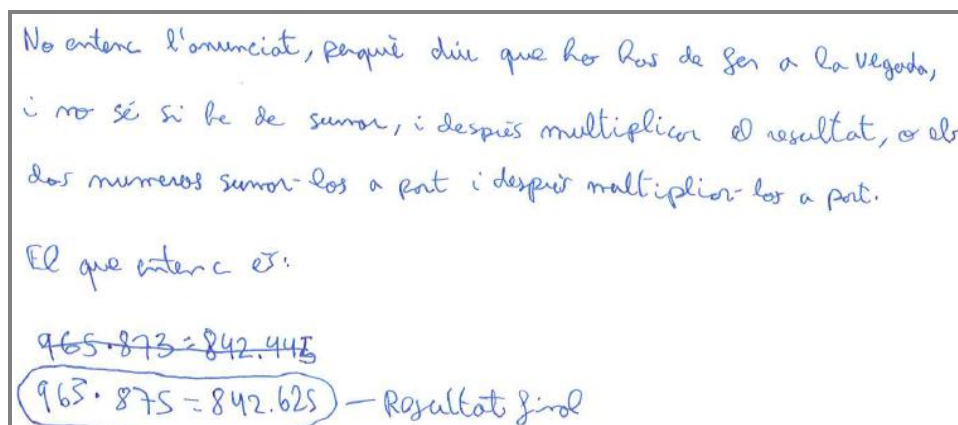 No entenc l'anunciat, perquè diu que ho has de fer a la vegada,
i no sé si he de sumar, i després multiplicar el resultat, o els
dos numeros sumar-los a part i després multiplicar-los a part.
El que entenc és:
965·873=842.445
963·875=842.625 — Resultat final